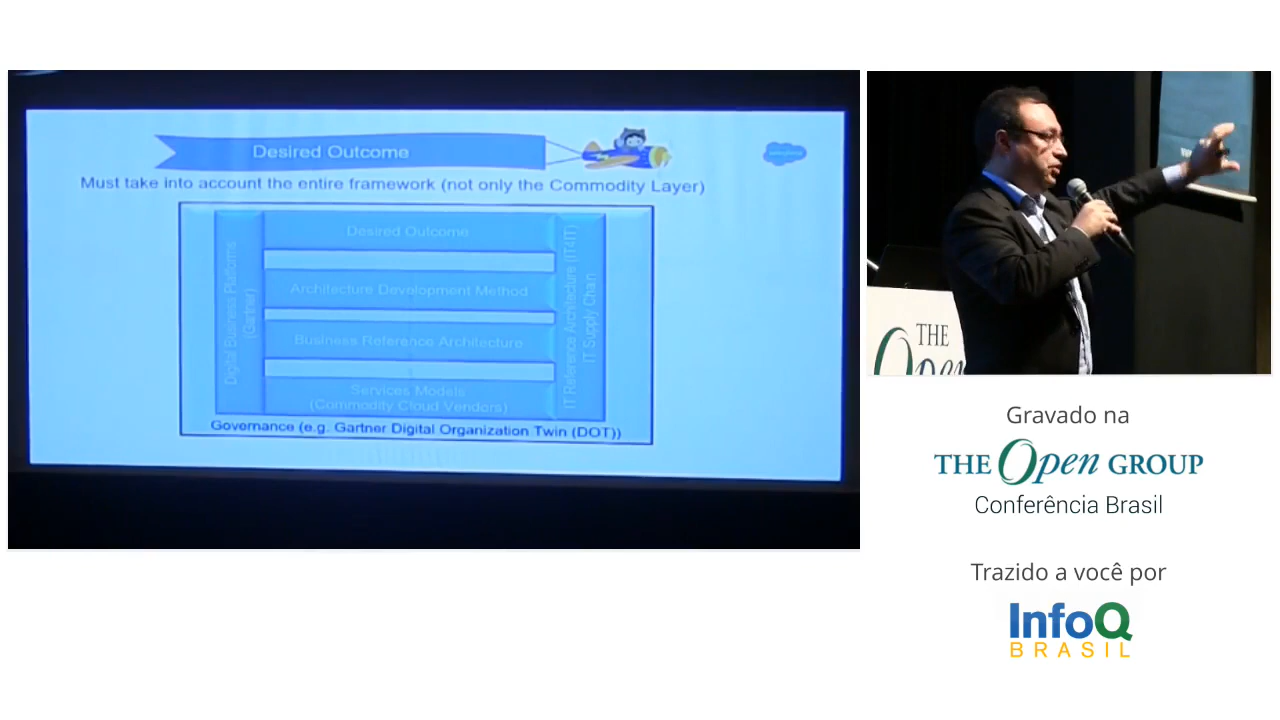 Desired Outcome
salesforce
Must take into account the entire framework (not only the Commodity Layer)
Digital Business Platforms
(Gartner)
Desired Outcome
Architecture Development Method
Business Reference Architecture
Services Models
(Commodity Cloud Vendors)
IT Reference Architecture (IT4IT)
IT Supply Chain
Governance (e.g. Gartner Digital Organization Twin (DOT))
THE
Open
Gravado na
THE Open GROUP
Conferência Brasil
Trazido a você por
InfoQ
BRASIL